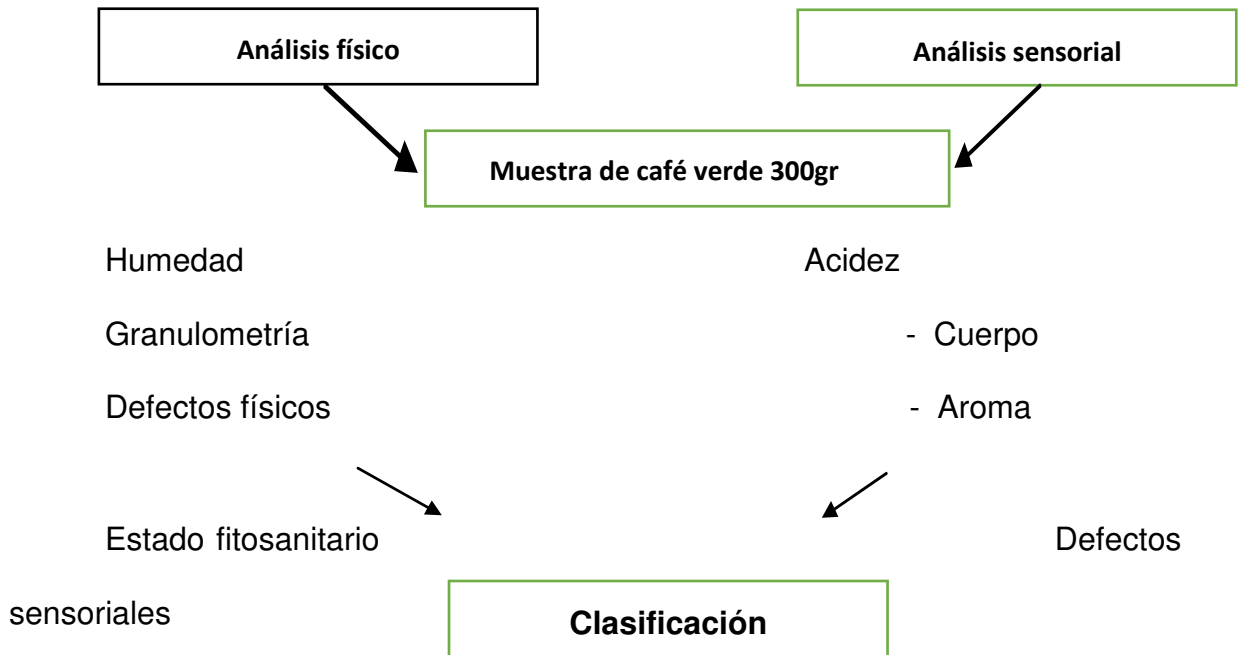 Análisis físico Análisis sensorial
Muestra de café verde 300gr
Humedad Acidez
Granulometría - Cuerpo
Defectos físicos - Aroma
Estado fitosanitario Defectos
sensoriales
Clasificación